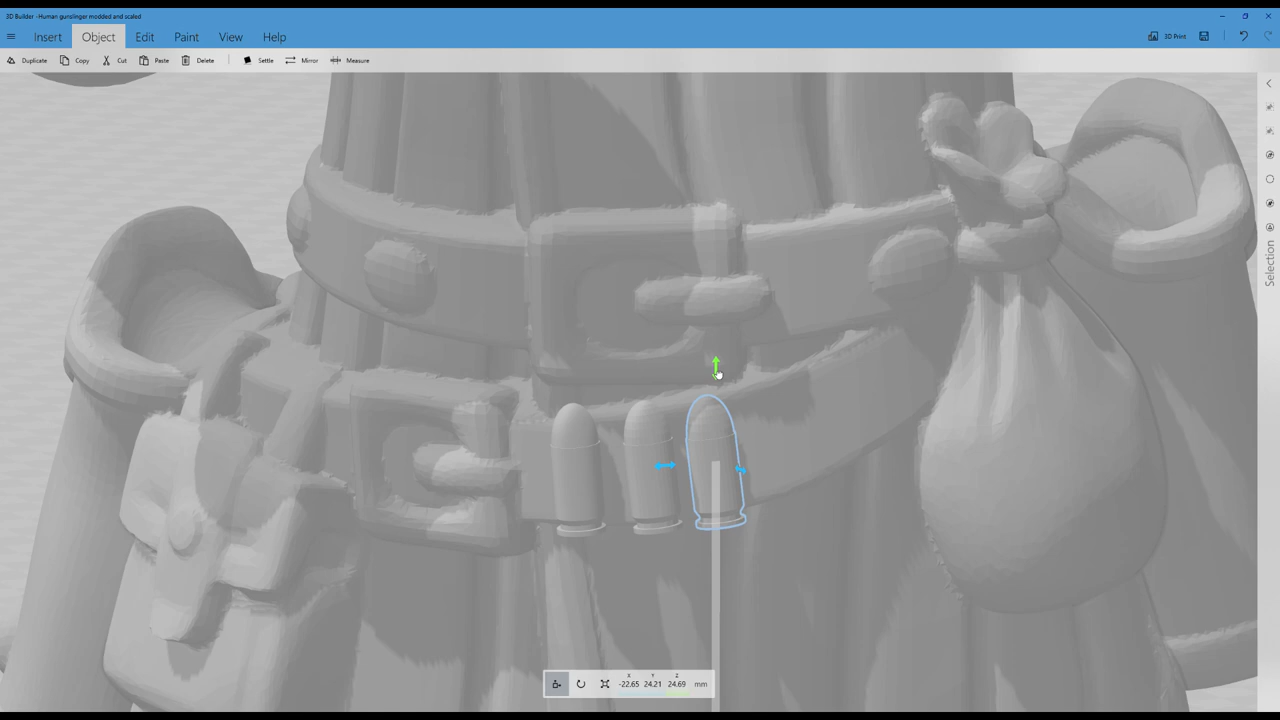 3D Builder -Human gunslinger modded and scaled
Insert Object Edit Paint View Help
3D Print
Duplicate Copy Cut Paste Delete Settle Mirror Measure
Selection
X Y Z
-22.65 24.21 24.69 mm